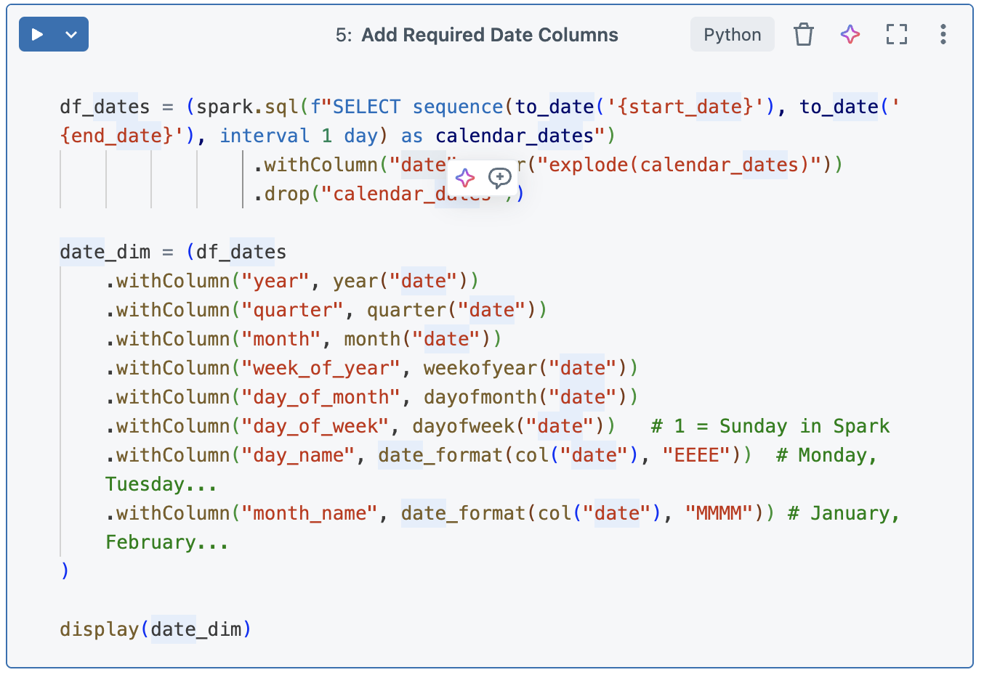 5: Add Required Date Columns
Python
df_dates = (spark.sql(f"SELECT sequence(to_date('{start_date}'), to_date('
{end_date}'), interval 1 day) as calendar_dates")
.withColumn("date" r("explode(calendar_dates)"))
.drop("calendar_dates"))
date_dim = (df_dates
.withColumn("year", year("date"))
.withColumn("quarter", quarter("date"))
.withColumn("month", month("date"))
.withColumn("week_of_year", weekofyear("date"))
.withColumn("day_of_month", dayofmonth("date"))
.withColumn("day_of_week", dayofweek("date"))   # 1 = Sunday in Spark
.withColumn("day_name", date_format(col("date"), "EEEE"))  # Monday,
Tuesday...
.withColumn("month_name", date_format(col("date"), "MMMM")) # January,
February...
)
display(date_dim)